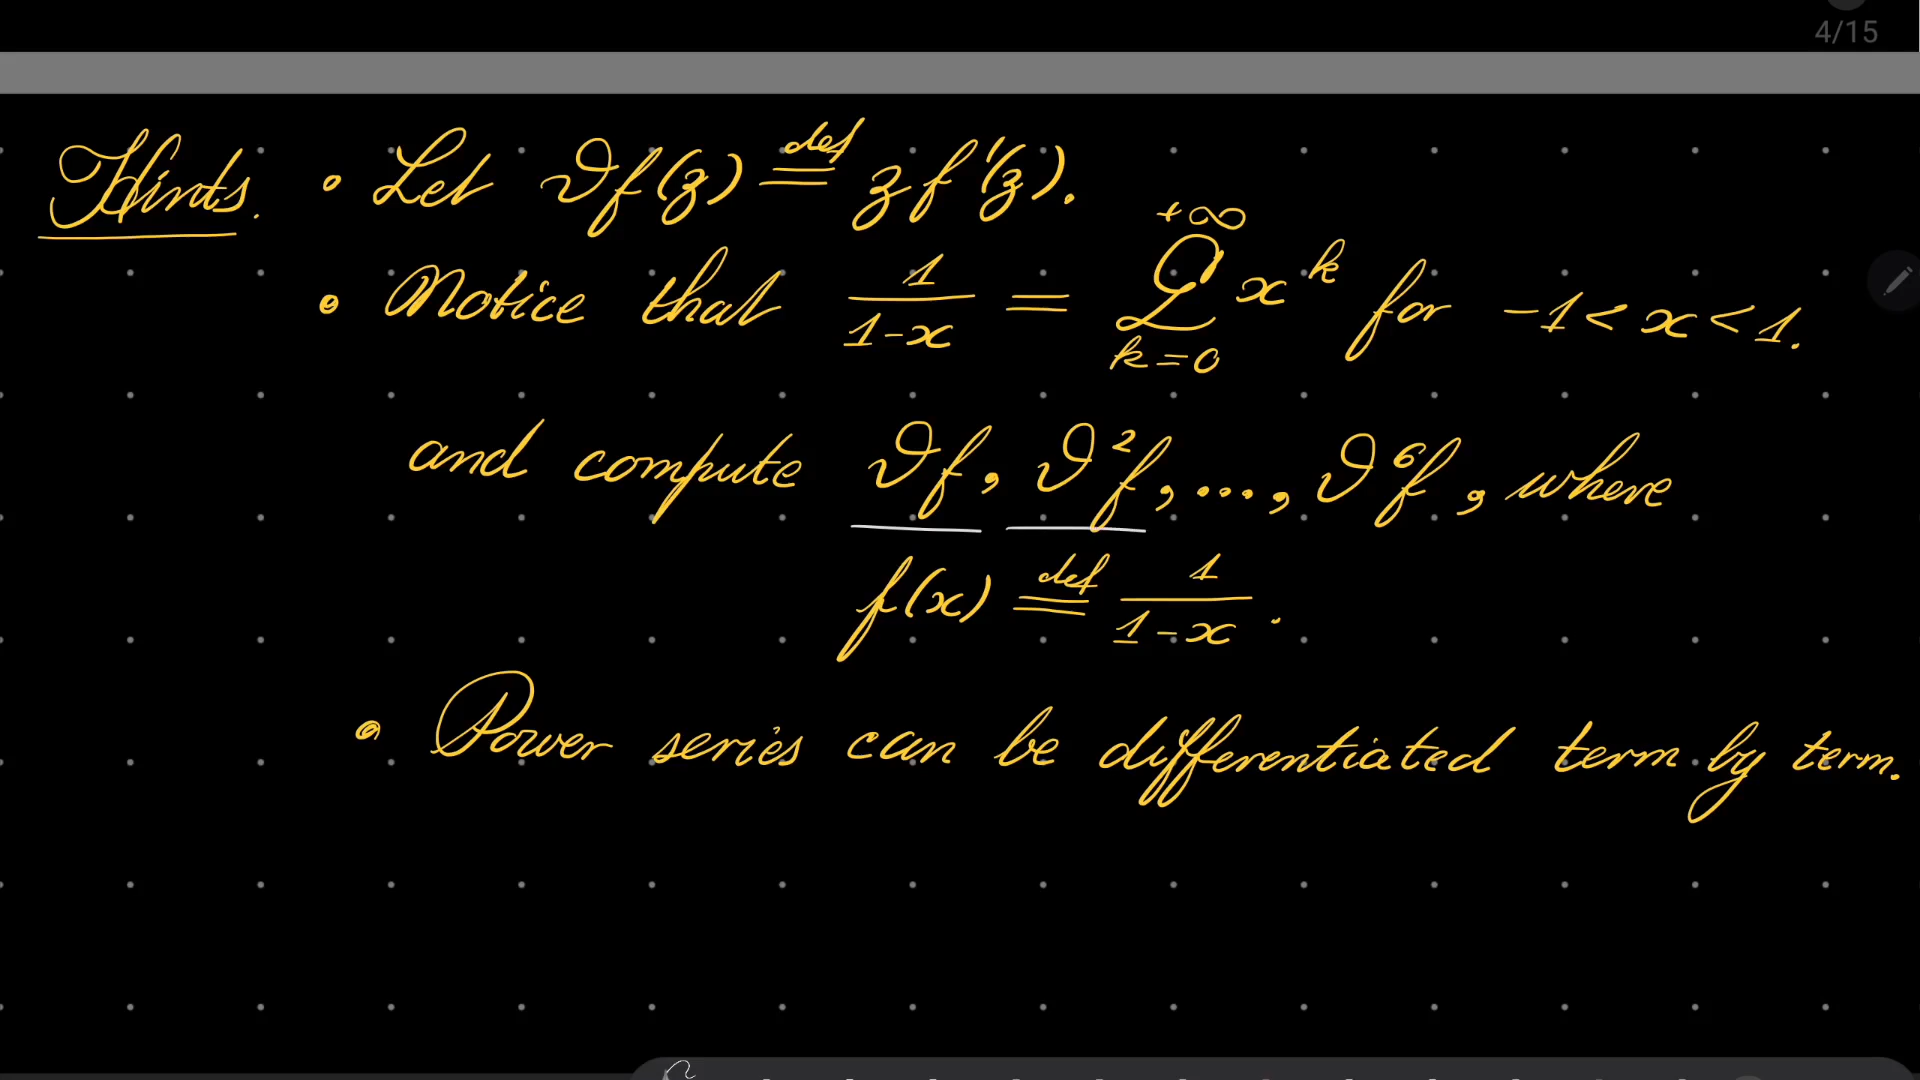 4/15
Hints. • Let ϑf(z) =def= z f'(z).
• Notice that 1/(1-x) = ∑_{k=0}^{+∞} x^k for -1 < x < 1.
and compute ϑf, ϑ²f, ..., ϑ⁶f, where
f(x) =def= 1/(1-x).
• Power series can be differentiated term by term.